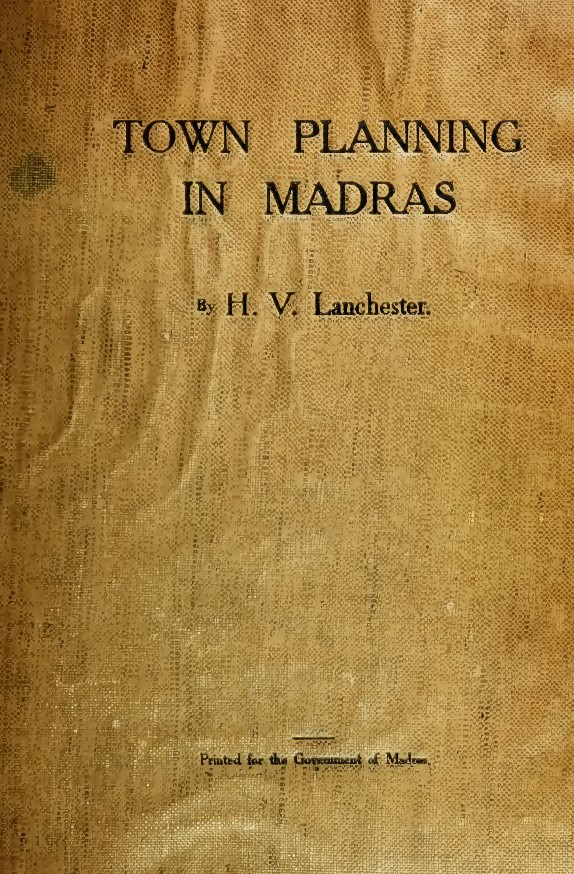 TOWN PLANNING
IN MADRAS
By H. V. Lanchester.
Printed for the Government of Madras.